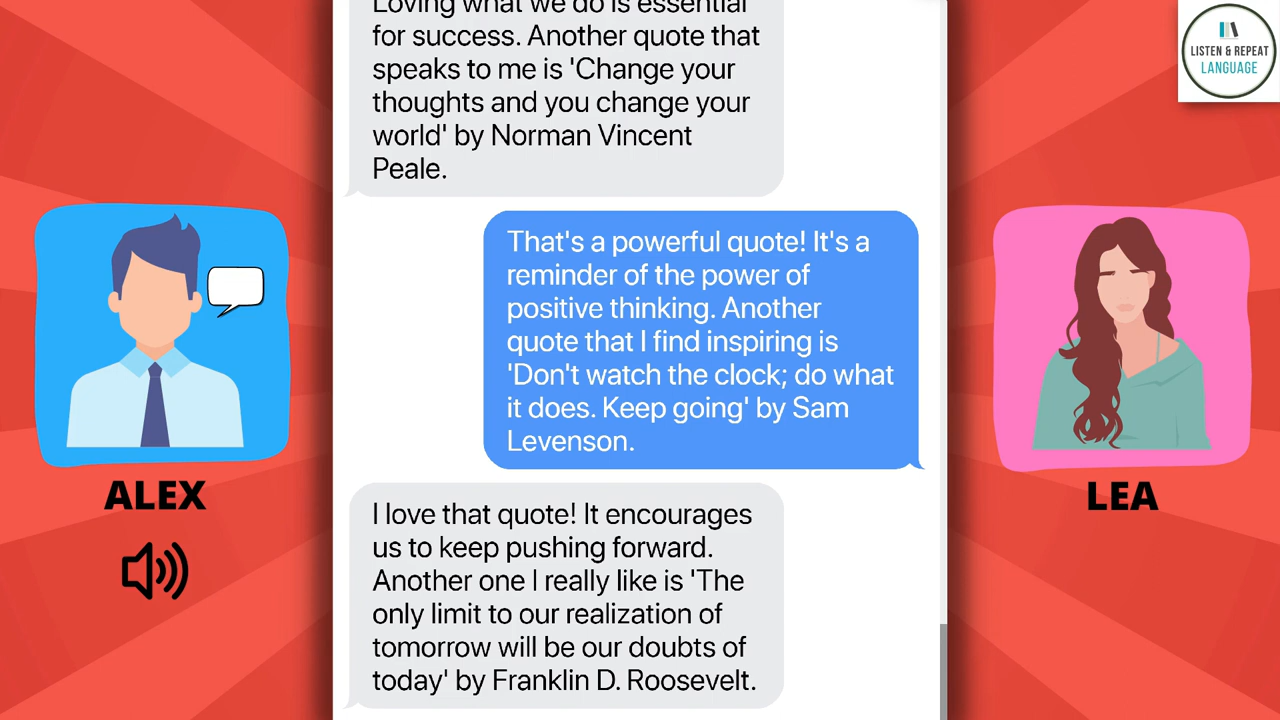 Loving what we do is essential
for success. Another quote that
speaks to me is 'Change your
thoughts and you change your
world' by Norman Vincent
Peale.
That's a powerful quote! It's a
reminder of the power of
positive thinking. Another
quote that I find inspiring is
'Don't watch the clock; do what
it does. Keep going' by Sam
Levenson.
I love that quote! It encourages
us to keep pushing forward.
Another one I really like is 'The
only limit to our realization of
tomorrow will be our doubts of
today' by Franklin D. Roosevelt.
ALEX
LEA
LISTEN & REPEAT
LANGUAGE